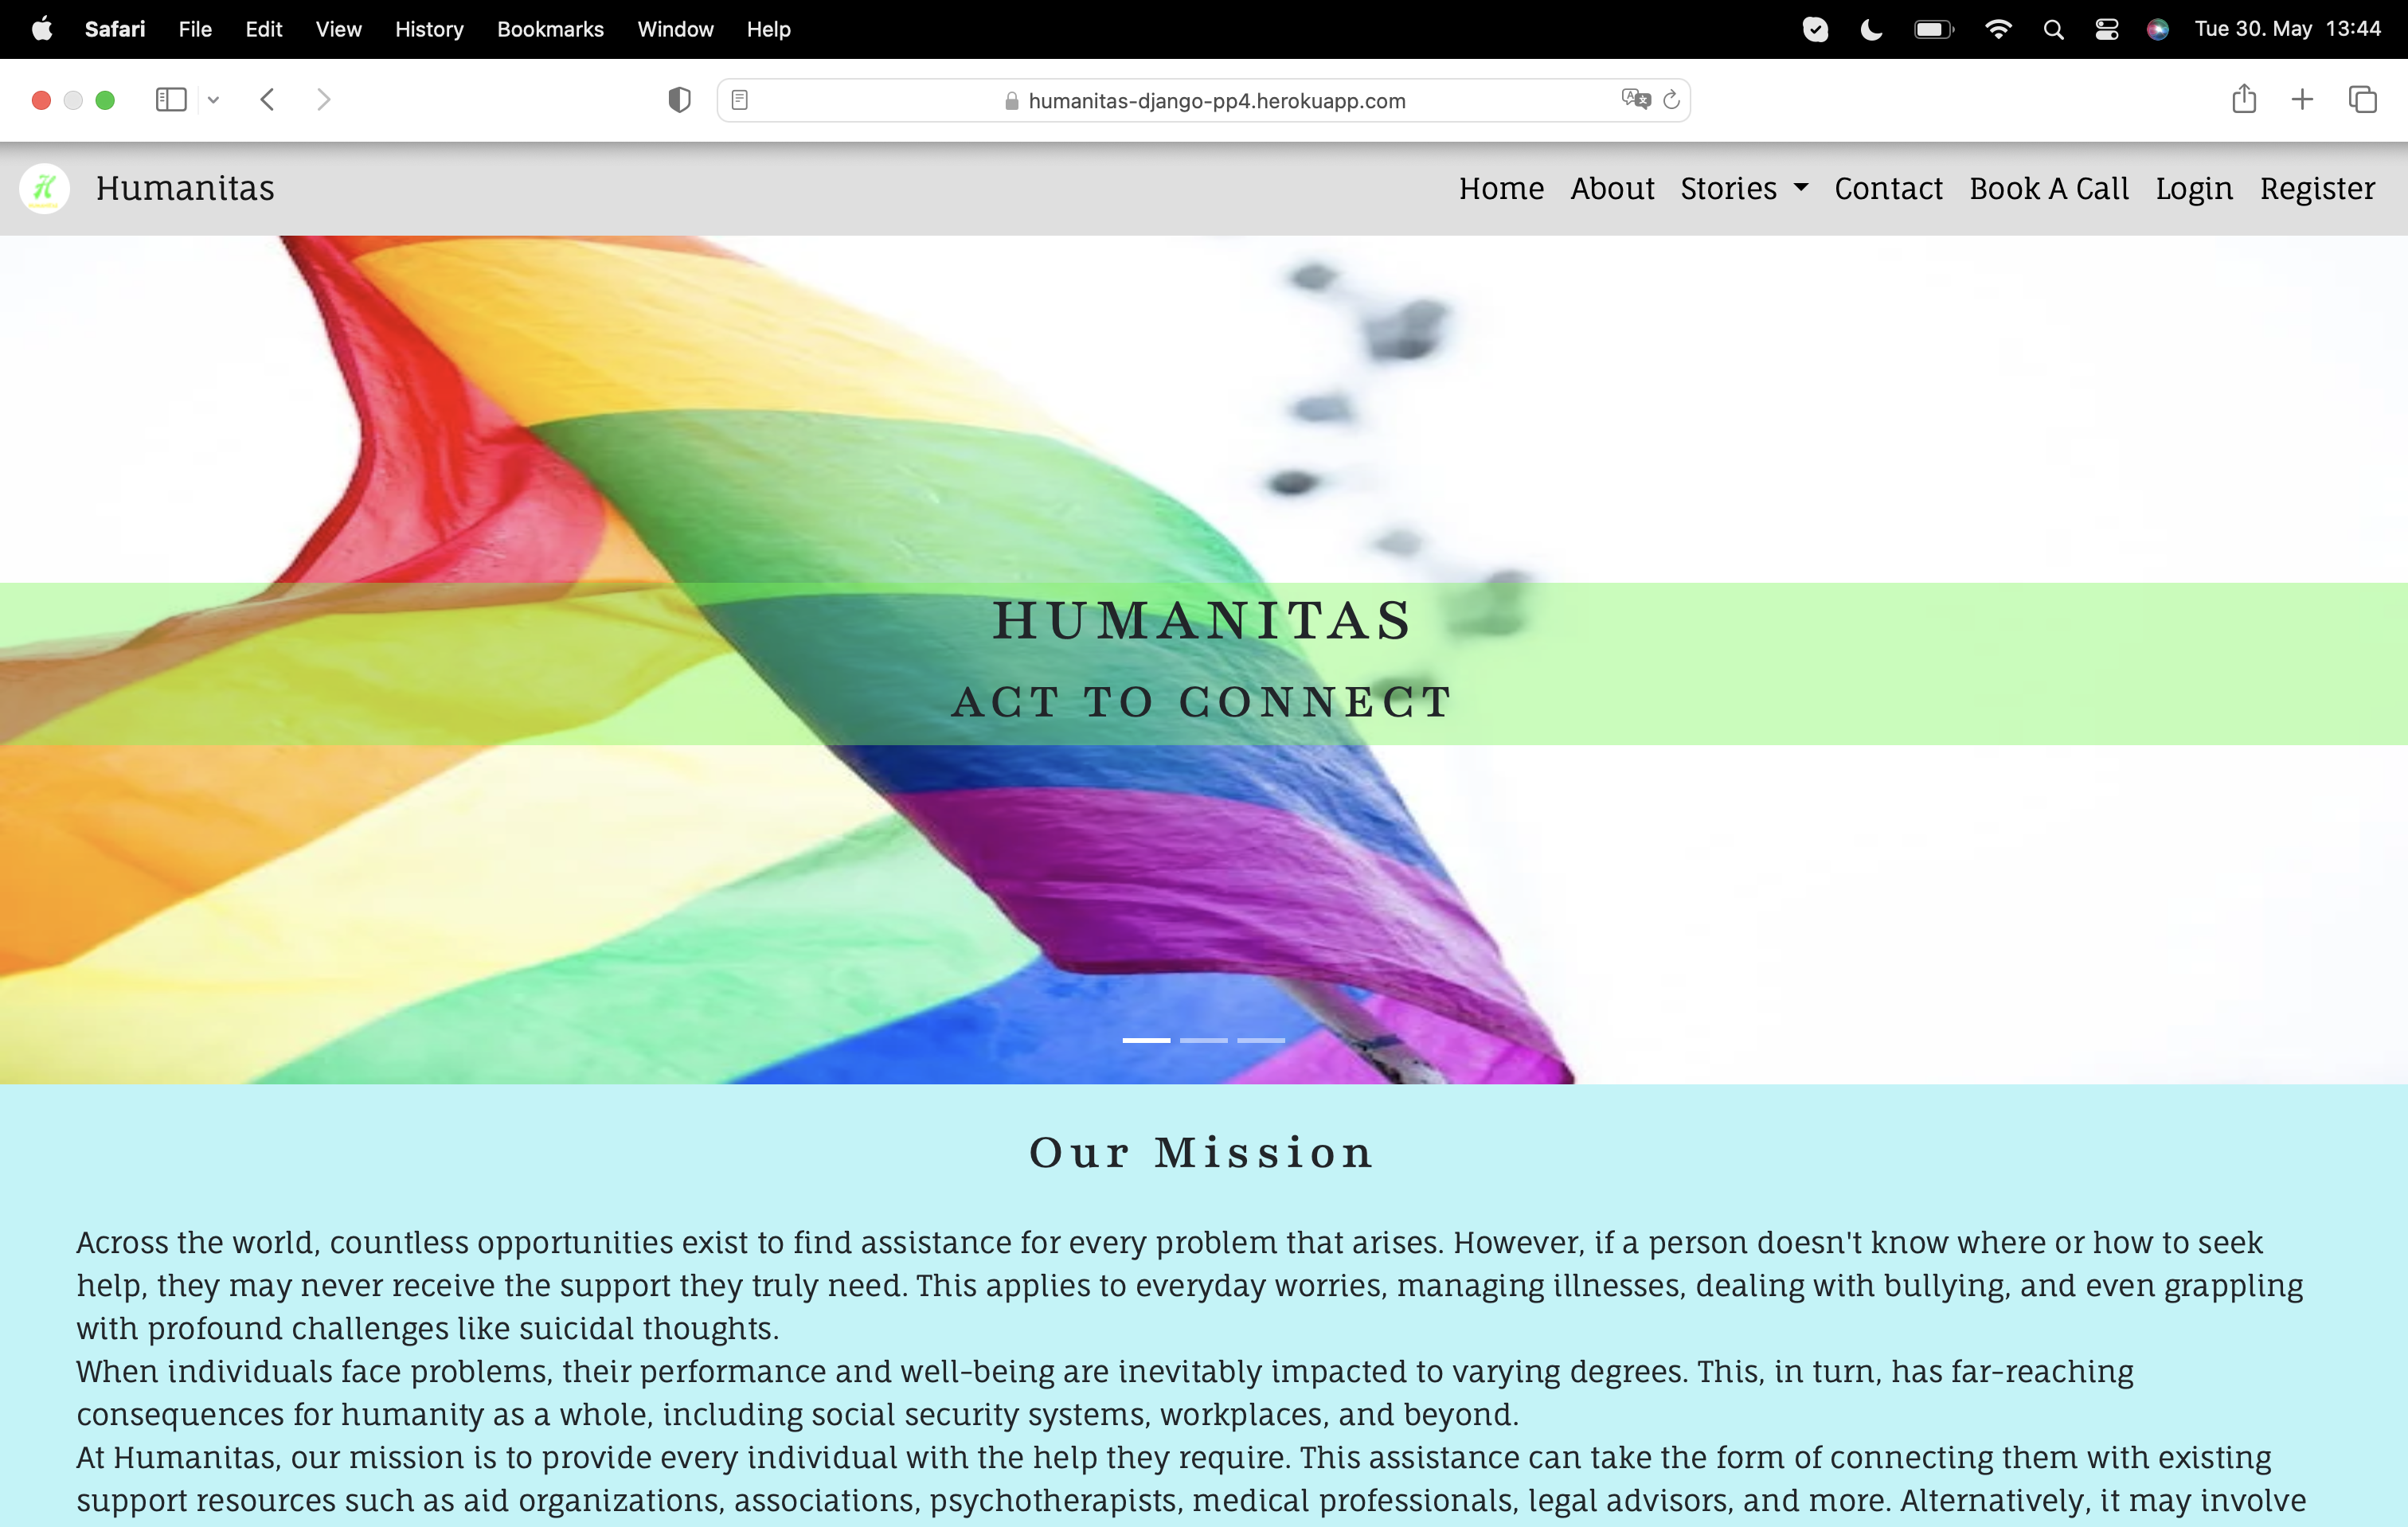 Safari File Edit View History Bookmarks Window Help Tue 30. May 13:44
humanitas-django-pp4.herokuapp.com
H Humanitas Home About Stories Contact Book A Call Login Register
HUMANITAS
ACT TO CONNECT
Our Mission
Across the world, countless opportunities exist to find assistance for every problem that arises. However, if a person doesn't know where or how to seek
help, they may never receive the support they truly need. This applies to everyday worries, managing illnesses, dealing with bullying, and even grappling
with profound challenges like suicidal thoughts.
When individuals face problems, their performance and well-being are inevitably impacted to varying degrees. This, in turn, has far-reaching
consequences for humanity as a whole, including social security systems, workplaces, and beyond.
At Humanitas, our mission is to provide every individual with the help they require. This assistance can take the form of connecting them with existing
support resources such as aid organizations, associations, psychotherapists, medical professionals, legal advisors, and more. Alternatively, it may involve